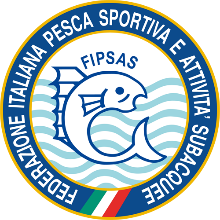 FEDERAZIONE ITALIANA PESCA SPORTIVA E ATTIVITA' SUBACQUEE
FIPSAS